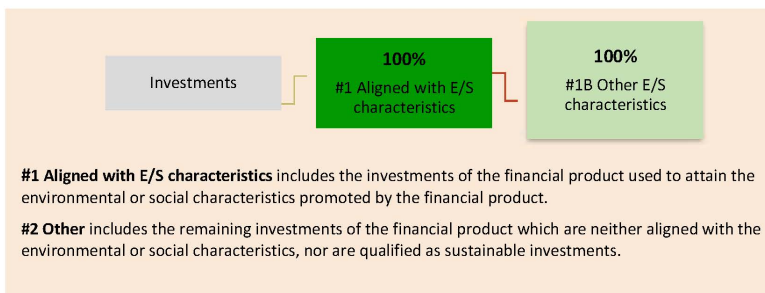 Investments
100%
#1 Aligned with E/S
characteristics
100%
#1B Other E/S
characteristics
#1 Aligned with E/S characteristics includes the investments of the financial product used to attain the
environmental or social characteristics promoted by the financial product.
#2 Other includes the remaining investments of the financial product which are neither aligned with the
environmental or social characteristics, nor are qualified as sustainable investments.